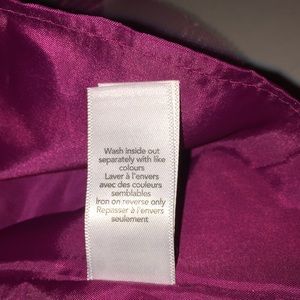 Wash inside out
separately with like
colours
Laver à l'envers
avec des couleurs
semblables
Iron on reverse only
Repasser à l'envers
seulement